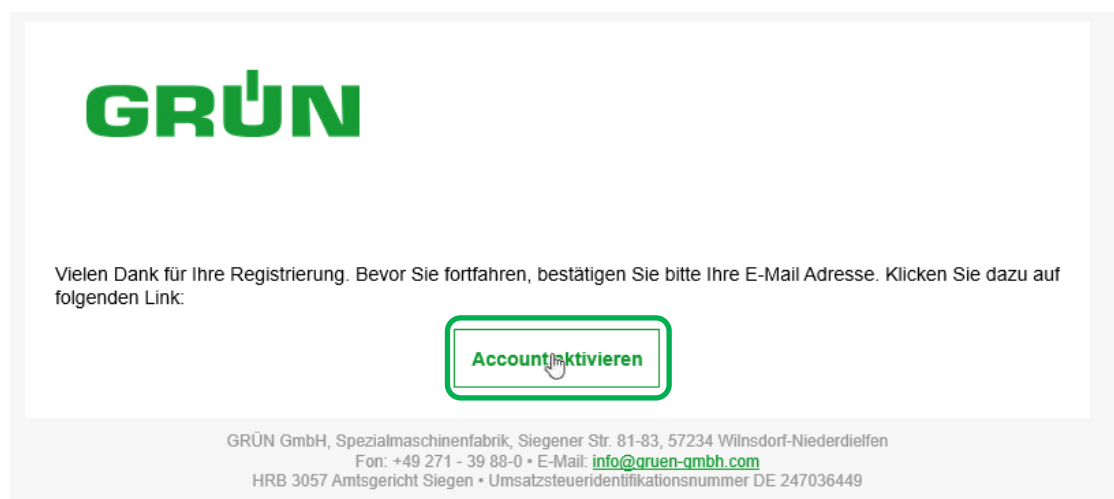 GRÜN
Vielen Dank für Ihre Registrierung. Bevor Sie fortfahren, bestätigen Sie bitte Ihre E-Mail Adresse. Klicken Sie dazu auf
folgenden Link:
Account aktivieren
GRÜN GmbH, Spezialmaschinenfabrik, Siegener Str. 81-83, 57234 Wilnsdorf-Niederdielfen
Fon: +49 271 - 39 88-0 • E-Mail: info@gruen-gmbh.com
HRB 3057 Amtsgericht Siegen • Umsatzsteueridentifikationsnummer DE 247036449